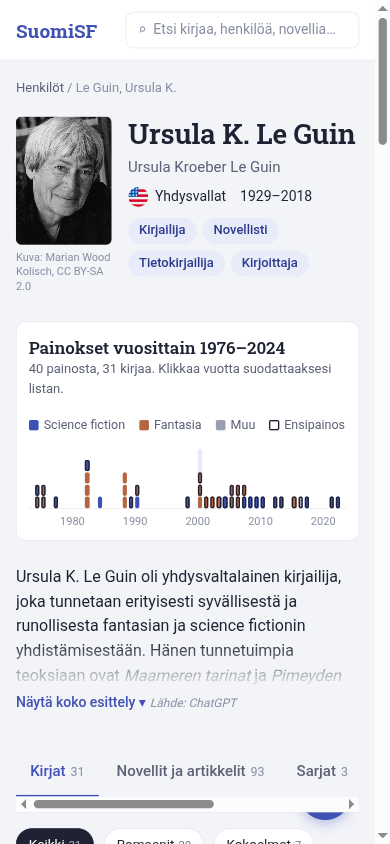 SuomiSF
Etsi kirjaa, henkilöä, novellia...
Henkilöt / Le Guin, Ursula K.
Ursula K. Le Guin
Ursula Kroeber Le Guin
Yhdysvallat 1929–2018
Kirjailija Novellisti
Tietokirjailija Kirjoittaja
Kuva: Marian Wood
Kolisch, CC BY-SA
2.0
Painokset vuosittain 1976–2024
40 painosta, 31 kirjaa. Klikkaa vuotta suodattaaksesi
listan.
Science fiction Fantasia Muu Ensipainos
1980 1990 2000 2010 2020
Ursula K. Le Guin oli yhdysvaltalainen kirjailija,
joka tunnetaan erityisesti syvällisestä ja
runollisesta fantasian ja science fictionin
yhdistämisestään. Hänen tunnetuimpia
teoksiaan ovat Maameren tarinat ja Pimeyden
Näytä koko esittely ▾ Lähde: ChatGPT
Kirjat 31 Novellit ja artikkelit 93 Sarjat 3
Kaikki 31 Romaanit 20 Kokoelmat 7